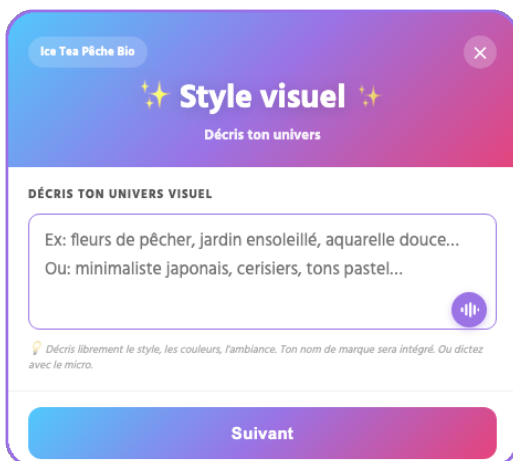 Ice Tea Pêche Bio
✨ Style visuel ✨
Décris ton univers
DÉCRIS TON UNIVERS VISUEL
Ex: fleurs de pêcher, jardin ensoleillé, aquarelle douce...
Ou: minimaliste japonais, cerisiers, tons pastel...
💡 Décris librement le style, les couleurs, l'ambiance. Ton nom de marque sera intégré. Ou dictez
avec le micro.
Suivant